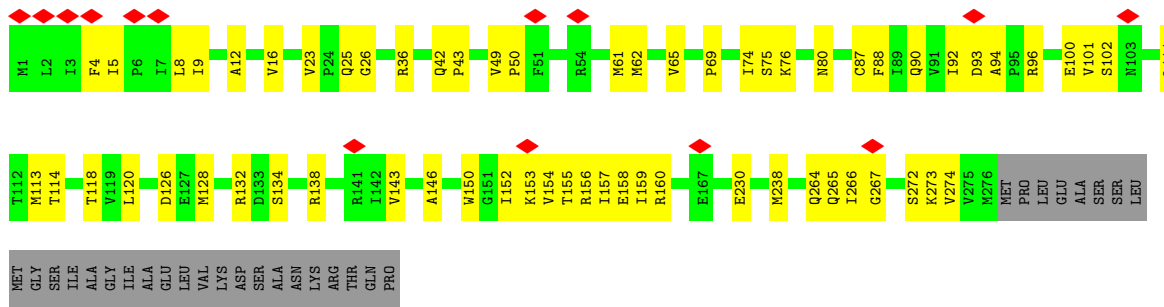 M1 L2 I3 F4 I5 P6 I7 L8 I9 A12 V16 V23 P24 Q25 G26 R36 Q42 P43 V49 P50 F51 R54 M61 M62 V65 P69 I74 S75 K76 N80 C87 F88 I89 Q90 V91 I92 D93 A94 P95 R96 E100 V101 S102 N103
T112 M113 T114 T118 V119 L120 D126 E127 M128 R132 D133 S134 R138 R141 I142 V143 A146 W150 G151 I152 K153 V154 T155 R156 I157 E158 I159 R160 E167 E230 M238 Q264 Q265 I266 G267 S272 K273 V274 V275 M276 MET PRO LEU GLU ALA SER SER LEU
MET GLY SER ILE ALA GLY ILE ALA GLU LEU VAL LYS ASP SER ALA ASN LYS ARG THR GLN PRO